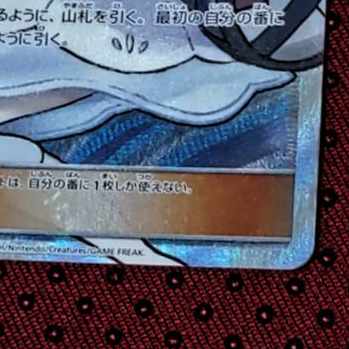 るように、山札を引く。最初の自分の番に
ように引く。
は、自分の番に1枚しか使えない。
/Nintendo/Creatures/GAME FREAK.